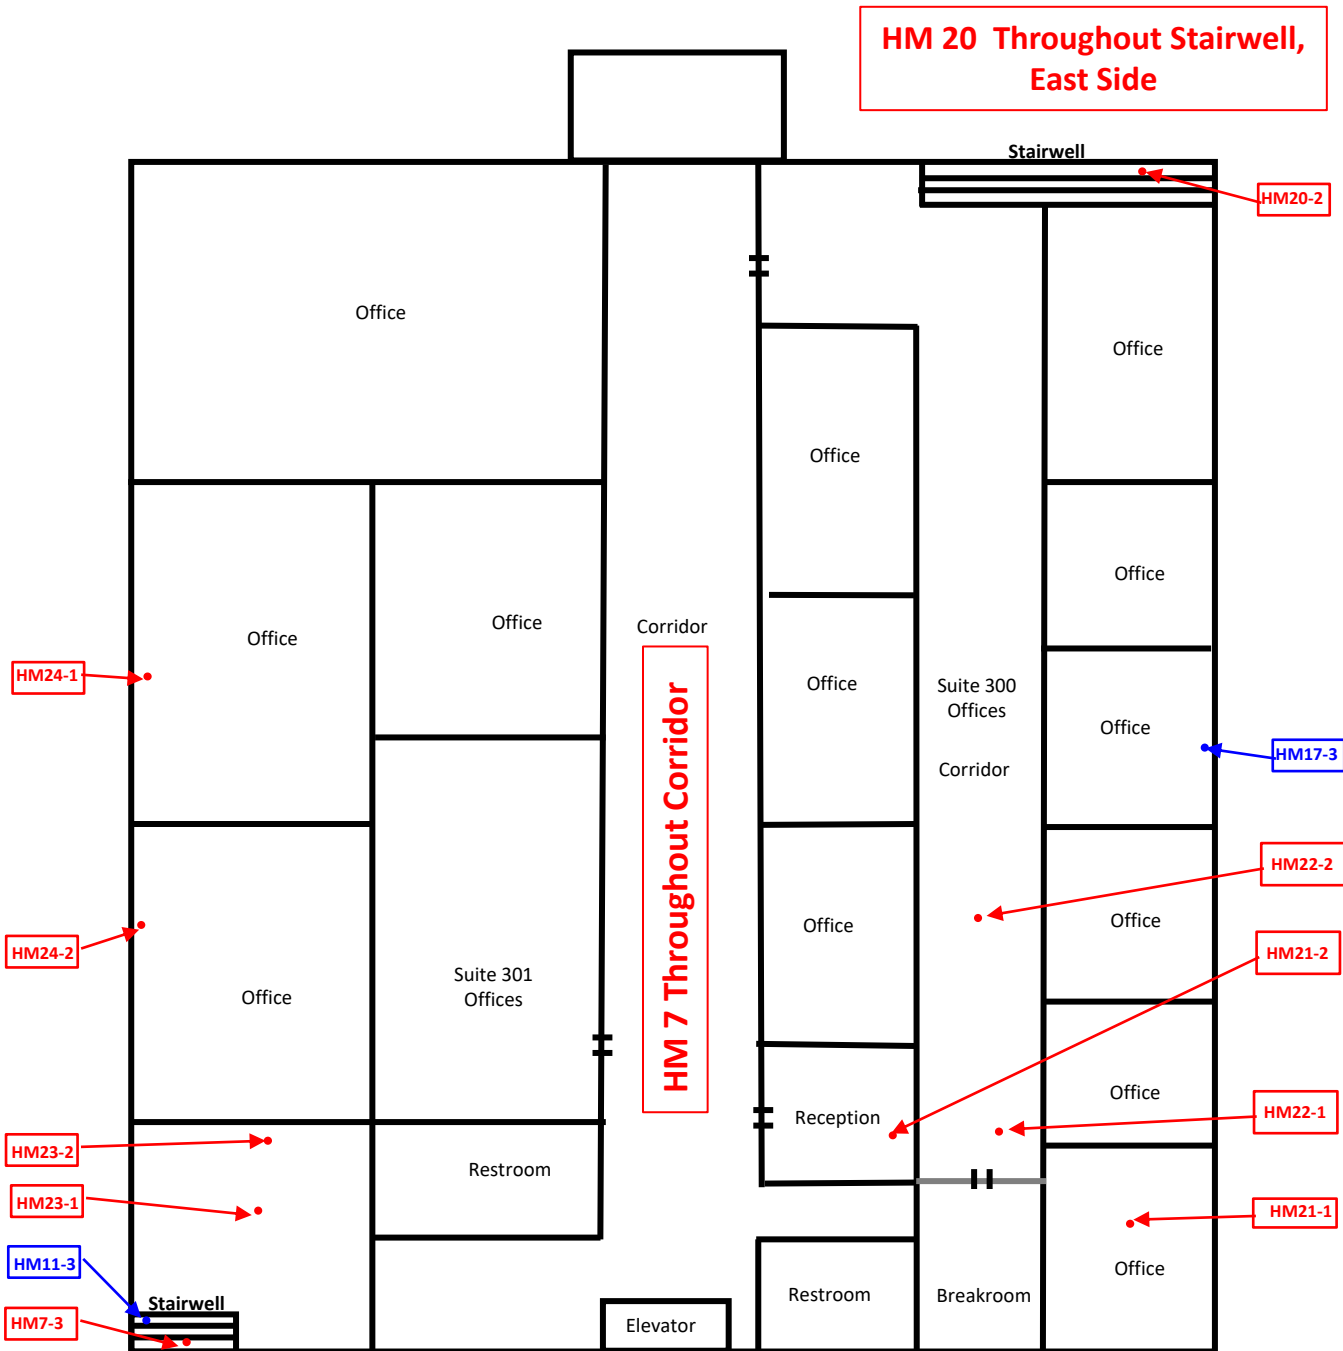 HM 20 Throughout Stairwell,
East Side
Stairwell
HM20-2
Office
Office
Office
Office
Office
Office
Corridor
HM24-1
HM 7 Throughout Corridor
Office
Suite 300
Offices
Office
HM17-3
Corridor
HM22-2
Office
Office
HM24-2
HM21-2
Suite 301
Offices
Office
Office
HM22-1
Reception
HM23-2
Restroom
HM23-1
HM21-1
HM11-3
Office
Stairwell
Restroom
Breakroom
HM7-3
Elevator